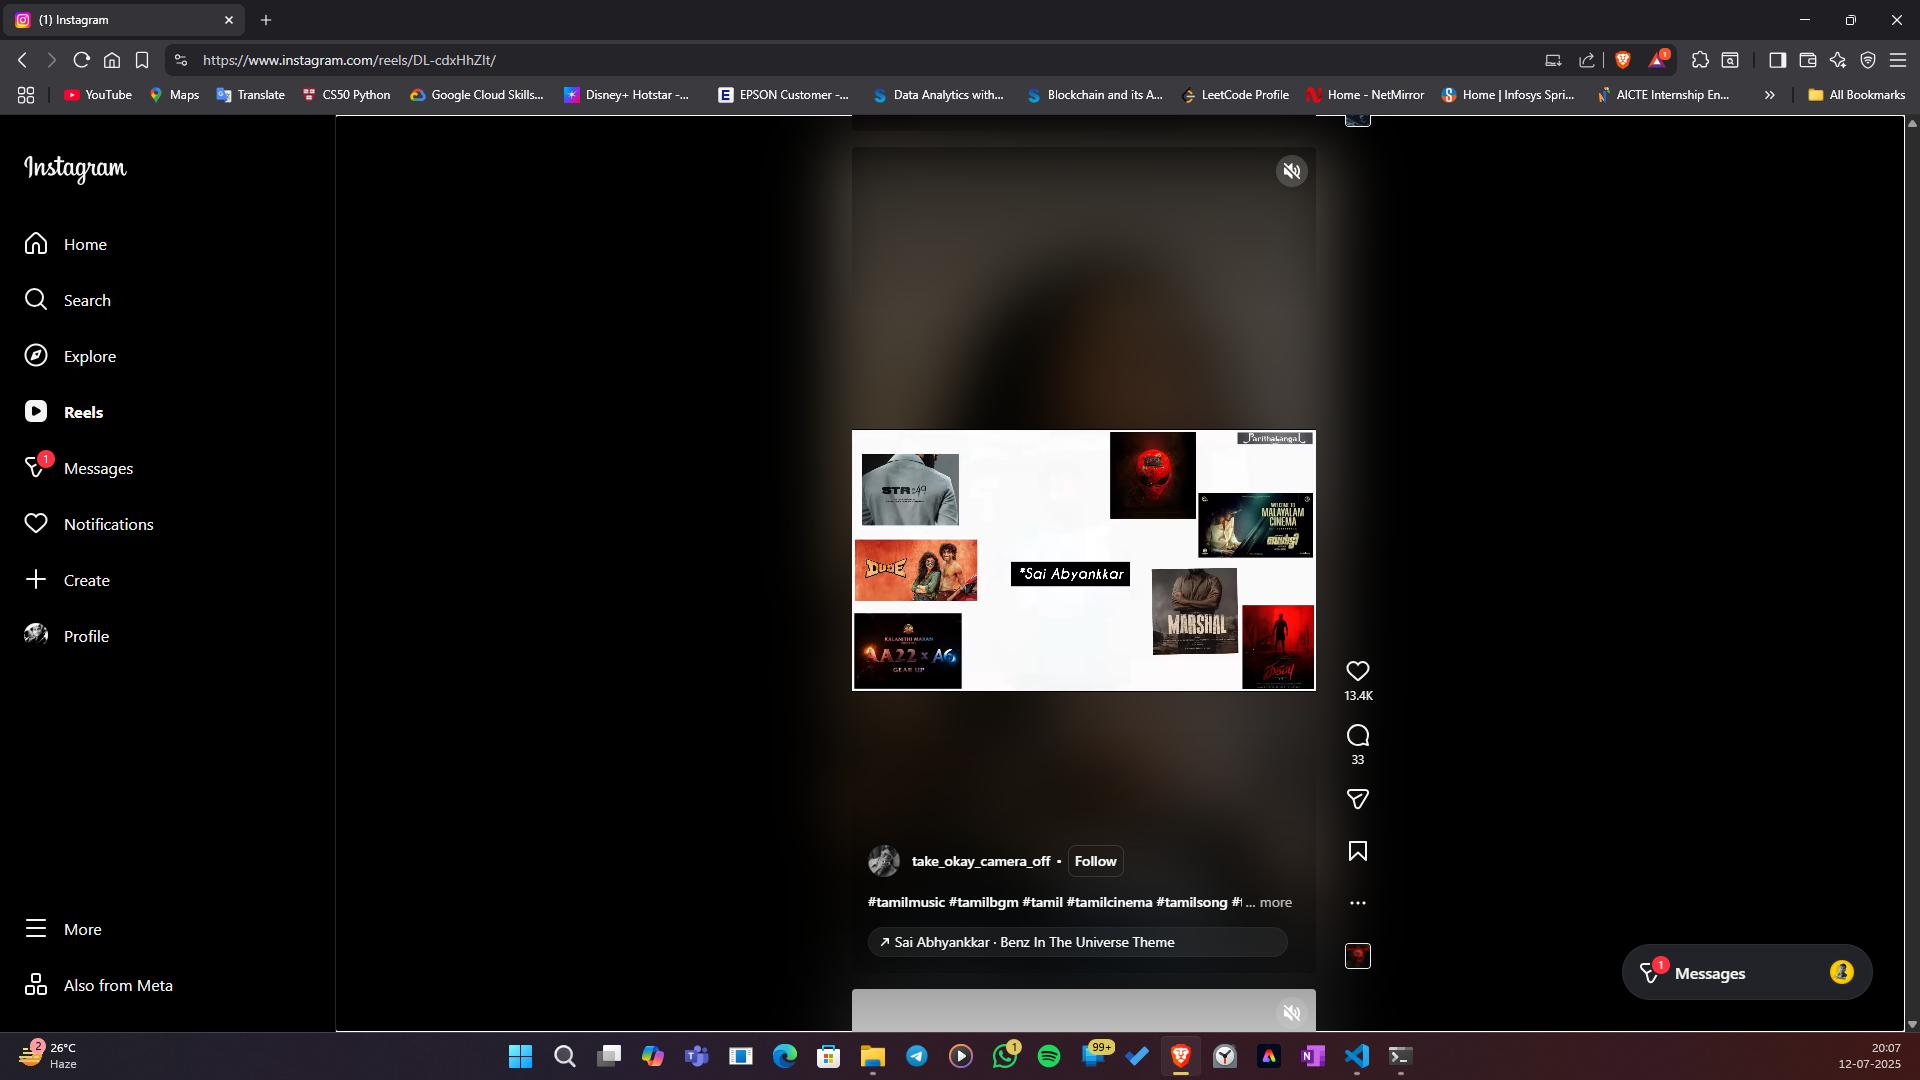 (1) Instagram
https://www.instagram.com/reels/DL-cdxHhZIt/
1
YouTube Maps Translate CS50 Python Google Cloud Skills... Disney+ Hotstar -... EPSON Customer -... Data Analytics with... Blockchain and its A... LeetCode Profile Home - NetMirror Home | Infosys Spri... AICTE Internship En... » All Bookmarks
Instagram
Home
Search
Explore
Reels
1
Messages
Notifications
Create
Profile
More
Also from Meta
Parithabangal
STR:49
WELCOME TO
MALAYALAM
CINEMA
ബൾട്ടി
DUDE
*Sai Abyankkar
MARSHAL
KALANITHI MARAN
AA22 x A6
GEAR UP
13.4K
33
take_okay_camera_off • Follow
#tamilmusic #tamilbgm #tamil #tamilcinema #tamilsong #t... more
Sai Abhyankkar · Benz In The Universe Theme
1
Messages
2
26°C
Haze
1
99+
20:07
12-07-2025